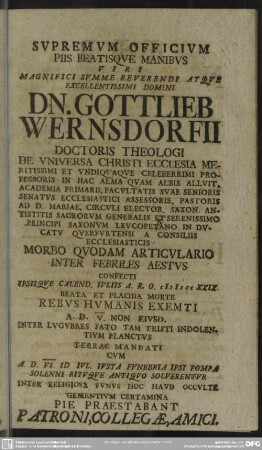 SVPREMVM OFFICIVM
PIIS BEATISQVE MANIBVS
VIRI
MAGNIFICI SVMME REVERENDI ATQVE
EXCELLENTISSIMI DOMINI
DN. GOTTLIEB
WERNSDORFII
DOCTORIS THEOLOGI
DE VNIVERSA CHRISTI ECCLESIA ME-
RITISSIMI ET VNDIQVAQVE CELEBERRIMI PRO-
FESSORIS IN HAC ALMA QVAM ALBIS ALLVIT,
ACADEMIA PRIMARII, FACVLTATIS SVAE SENIORIS
SENATVS ECCLESIASTICI ASSESSORIS, PASTORIS
AD D. MARIAE, CIRCVLI ELECTOR. SAXON. AN-
TISTITIS SACRORVM GENERALIS ET SERENISSIMO
PRINCIPI SAXONVM LEVCOPETANO IN DV-
CATV QVERFVRTENSI A CONSILIIS
ECCLESIASTICIS
MORBO QVODAM ARTICVLARIO
INTER FEBRILES AESTVS
CONFECTI
IPSISQVE CALEND. IVLIIS A. R. O. cIɔ Iɔcc XXIX.
BEATA ET PLACIDA MORTE
REBVS HVMANIS EXEMTI
A. D. V. NON EIVSD.
INTER LVGVBRES FATO TAM TRISTI INDOLEN-
TIVM PLANCTVS
TERRAE MANDATI
CVM
A. D. VI. ID. IVL. IVSTA FVNEBRIA IPSI POMPA
SOLENNI RITVQVE ANTIQVO SOLVERENTVR
INTER RELIGIOSA FVNVS HOC HAVD OCCVLTE
GEMENTIVM CERTAMINA
PIE PRAESTABANT
PATRONI, COLLEGAE, AMICI.